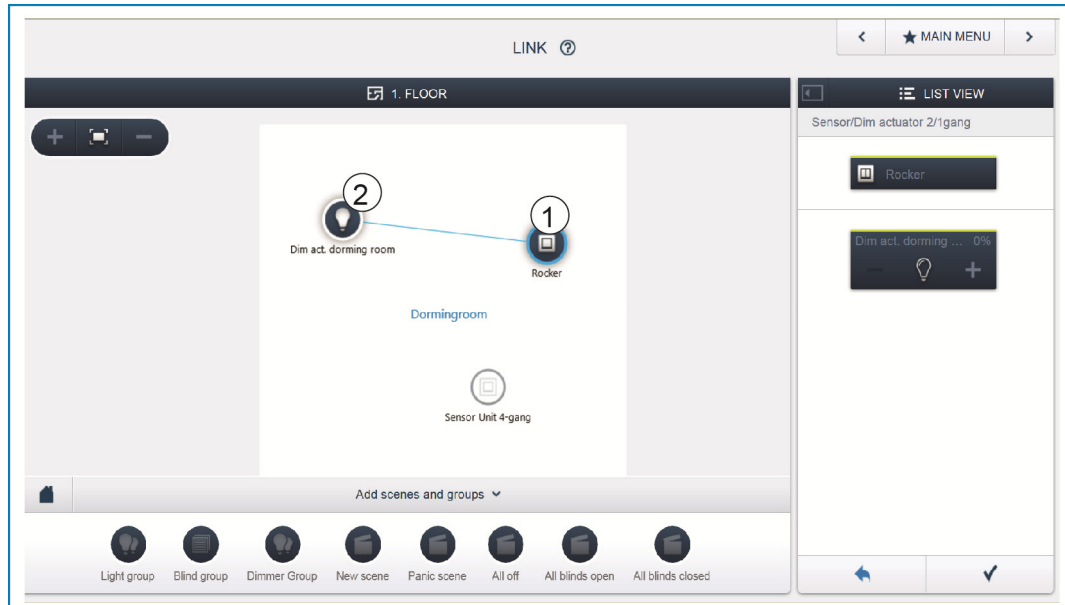 LINK ?
MAIN MENU
1. FLOOR
LIST VIEW
Sensor/Dim actuator 2/1gang
Rocker
Dim act. dorming ... 0%
2
1
Dim act. dorming room
Rocker
Dormingroom
Sensor Unit 4-gang
Add scenes and groups
Light group
Blind group
Dimmer Group
New scene
Panic scene
All off
All blinds open
All blinds closed